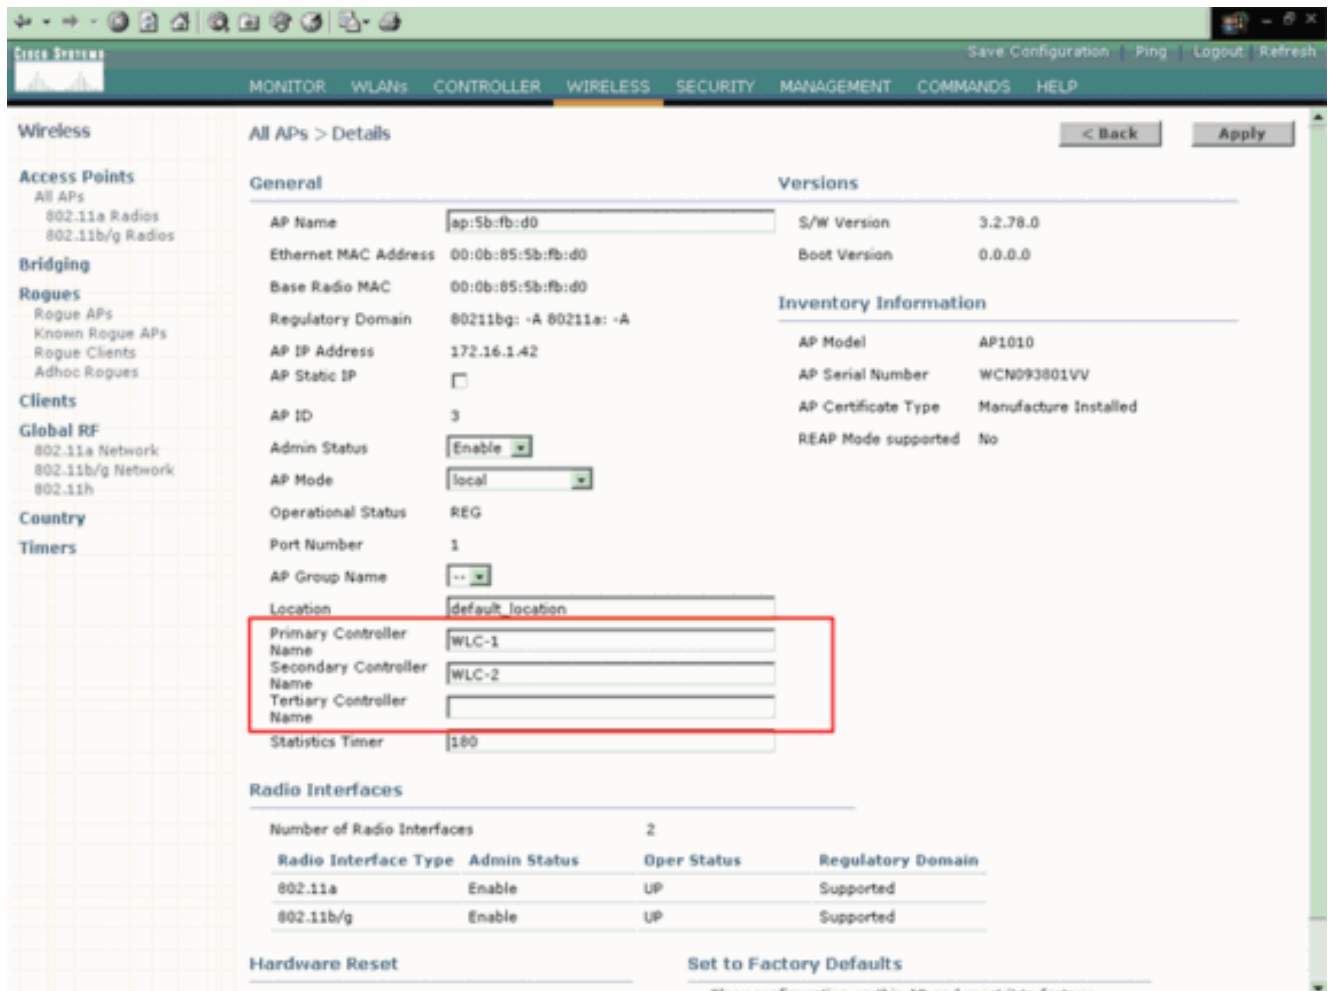 CISCO SYSTEMS
Save Configuration | Ping | Logout | Refresh
MONITOR WLANs CONTROLLER WIRELESS SECURITY MANAGEMENT COMMANDS HELP
Wireless
Access Points
All APs
802.11a Radios
802.11b/g Radios
Bridging
Rogues
Rogue APs
Known Rogue APs
Rogue Clients
Adhoc Rogues
Clients
Global RF
802.11a Network
802.11b/g Network
802.11h
Country
Timers
All APs > Details
< Back
Apply
General
AP Name ap:5b:fb:d0
Ethernet MAC Address 00:0b:85:5b:fb:d0
Base Radio MAC 00:0b:85:5b:fb:d0
Regulatory Domain 80211bg: -A 80211a: -A
AP IP Address 172.16.1.42
AP Static IP
AP ID 3
Admin Status Enable
AP Mode local
Operational Status REG
Port Number 1
AP Group Name --
Location default_location
Primary Controller
Name WLC-1
Secondary Controller
Name WLC-2
Tertiary Controller
Name
Statistics Timer 180
Versions
S/W Version 3.2.78.0
Boot Version 0.0.0.0
Inventory Information
AP Model AP1010
AP Serial Number WCN093801VV
AP Certificate Type Manufacture Installed
REAP Mode supported No
Radio Interfaces
Number of Radio Interfaces 2
Radio Interface Type Admin Status Oper Status Regulatory Domain
802.11a Enable UP Supported
802.11b/g Enable UP Supported
Hardware Reset
Set to Factory Defaults